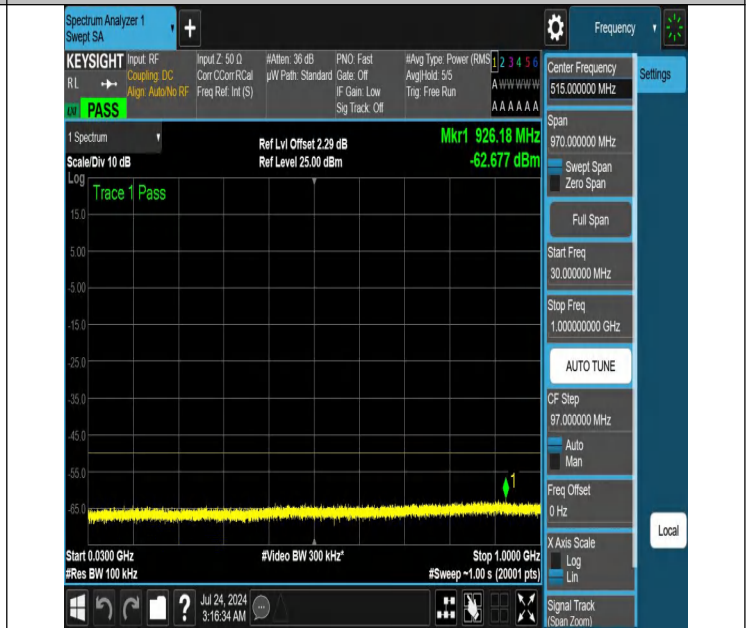 Spectrum Analyzer 1
Swept SA
+
Frequency
KEYSIGHT
RL
PASS
Input: RF
Coupling: DC
Align: Auto/No RF
Input Z: 50 Ω
Corr CCorr RCal
Freq Ref: Int (S)
#Atten: 36 dB
µW Path: Standard
PNO: Fast
Gate: Off
IF Gain: Low
Sig Track: Off
#Avg Type: Power (RMS
Avg|Hold: 5/5
Trig: Free Run
1 2 3 4 5 6
A W W W W W
A A A A A A
Center Frequency
515.000000 MHz
Settings
Span
970.000000 MHz
Swept Span
Zero Span
Full Span
Start Freq
30.000000 MHz
Stop Freq
1.000000000 GHz
AUTO TUNE
CF Step
97.000000 MHz
Auto
Man
Freq Offset
0 Hz
X Axis Scale
Log
Lin
Signal Track
(Span Zoom)
Local
1 Spectrum
Scale/Div 10 dB
Ref Lvl Offset 2.29 dB
Ref Level 25.00 dBm
Mkr1 926.18 MHz
-62.677 dBm
Log
Trace 1 Pass
15.0
5.00
-5.00
-15.0
-25.0
-35.0
-45.0
-55.0
-65.0
1
Start 0.0300 GHz
#Res BW 100 kHz
#Video BW 300 kHz*
Stop 1.0000 GHz
#Sweep ~1.00 s (20001 pts)
?
Jul 24, 2024
3:16:34 AM